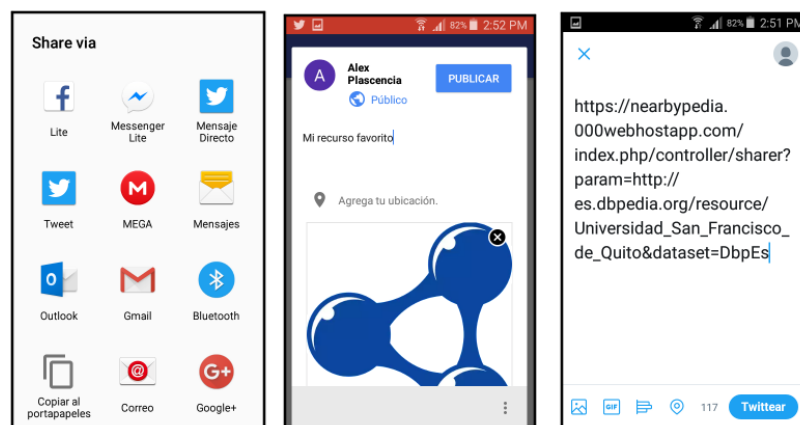 Share via
Lite
Messenger
Lite
Mensaje
Directo
Tweet
MEGA
Mensajes
Outlook
Gmail
Bluetooth
Copiar al
portapapeles
Correo
Google+
82% 2:52 PM
A
Alex
Plascencia
PUBLICAR
Público
Mi recurso favorito
Agrega tu ubicación.
82% 2:51 PM
https://nearbypedia.
000webhostapp.com/
index.php/controller/sharer?
param=http://
es.dbpedia.org/resource/
Universidad_San_Francisco_
de_Quito&dataset=DbpEs
GIF
117
Twittear